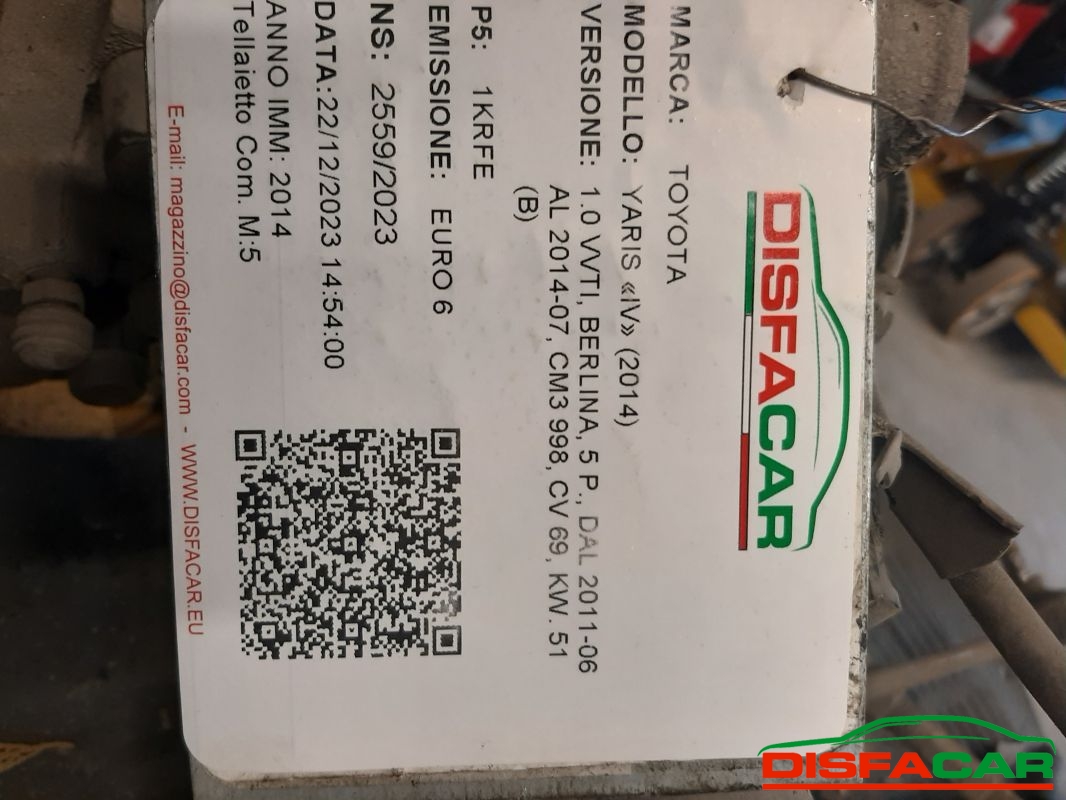 DISFACAR
MARCA: TOYOTA
MODELLO: YARIS «IV» (2014)
VERSIONE: 1.0 VVTI, BERLINA, 5 P., DAL 2011-06
AL 2014-07, CM3 998, CV 69, KW. 51
(B)
P5: 1KRFE
EMISSIONE: EURO 6
NS: 2559/2023
DATA:22/12/2023 14:54:00
ANNO IMM: 2014
Tellaietto Com. M:5
E-mail: magazzino@disfacar.com - WWW.DISFACAR.EU
DISFACAR